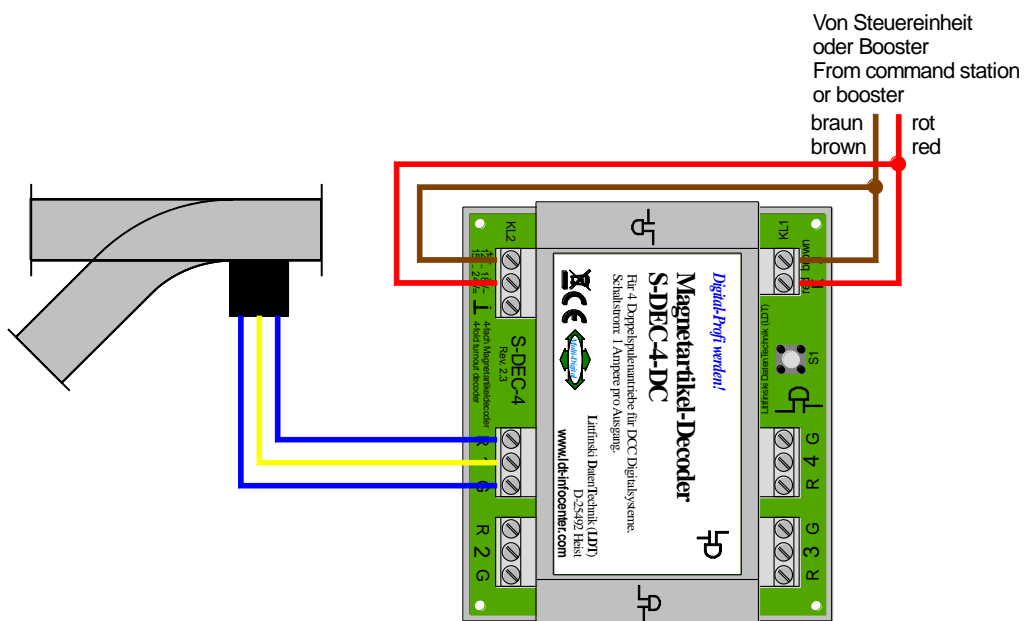 Von Steuereinheit
oder Booster
From command station
or booster
braun
brown
rot
red
KL2
KL1
red brown
S-DEC-4
Rev. 2.3
4-fach Magnetartikeldecoder
4-fold turnout decoder
Digital-Profi werden!
Magnetartikel-Decoder
S-DEC-4-DC
Für 4 Doppelspulenantriebe für DCC Digitalsysteme.
Schaltstrom: 1 Ampere pro Ausgang.
CE
Multi-Digital
Littfinski DatenTechnik (LDT)
D-25492 Heist
www.ldt-infocenter.com
Littfinski DatenTechnik (LDT)
S1
R
G
R 2 G
R 4 G
R 3 G